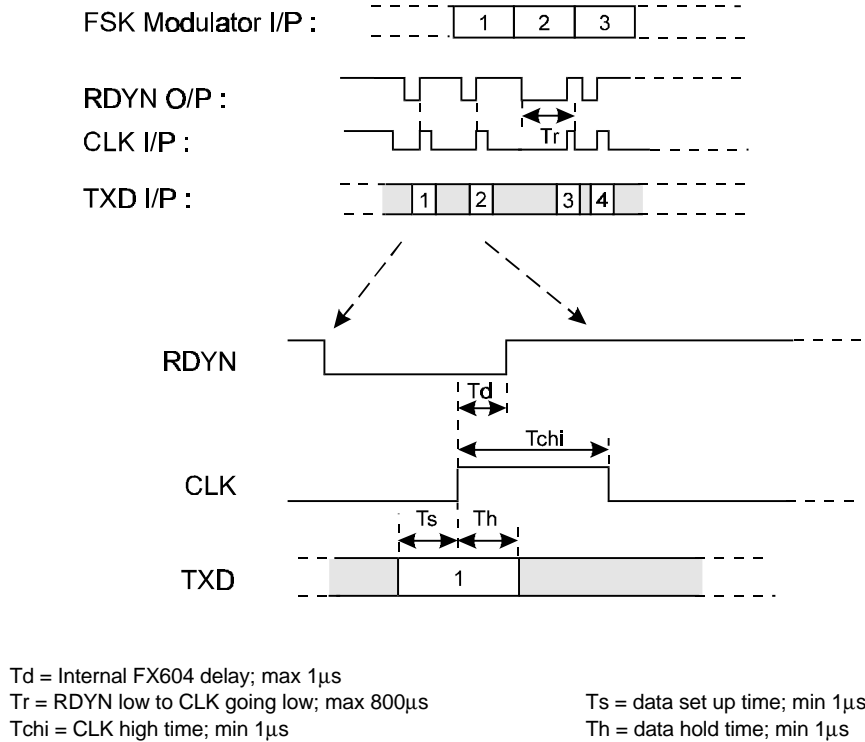 FSK Modulator I/P :
1 2 3
RDYN O/P :
Tr
CLK I/P :
TXD I/P :
1 2 3 4
RDYN
Td
Tchi
CLK
Ts Th
TXD
1
Td = Internal FX604 delay; max 1μs
Tr = RDYN low to CLK going low; max 800μs
Ts = data set up time; min 1μs
Tchi = CLK high time; min 1μs
Th = data hold time; min 1μs